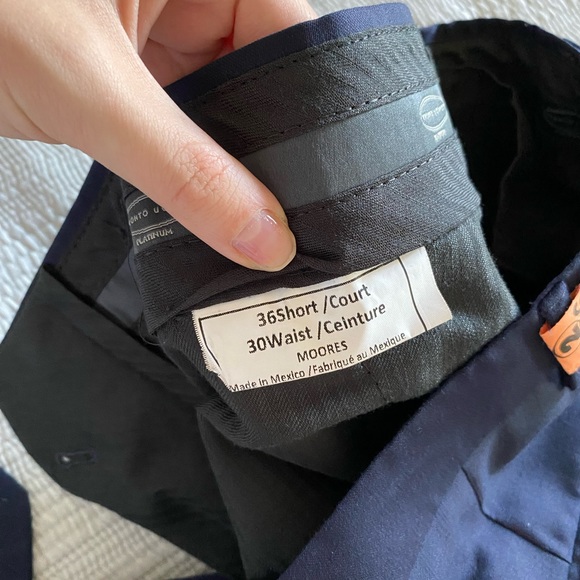 PLATINUM
36Short /Court
30Waist /Ceinture
MOORES
Made in Mexico /Fabriqué au Mexique